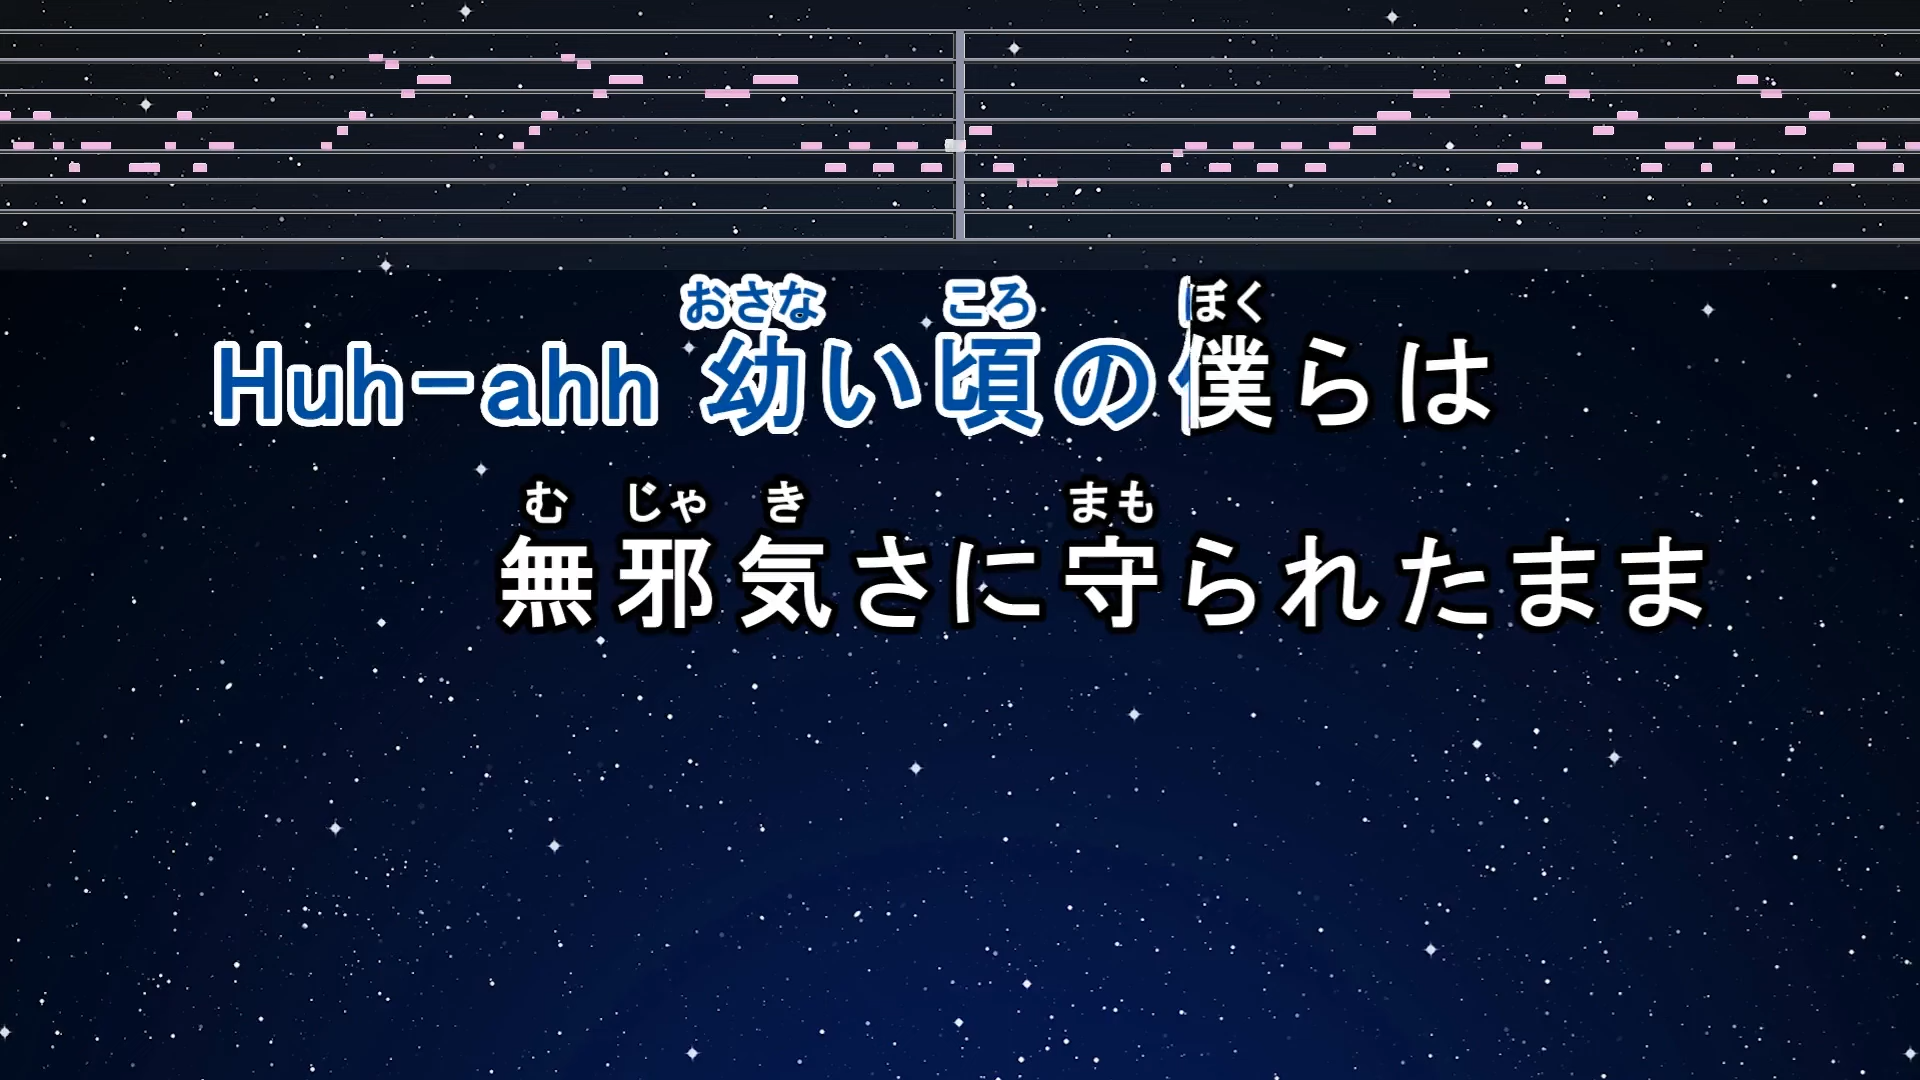 おさな ころ ぼく
Huh-ahh 幼い頃の僕らは
む じゃ き まも
無邪気さに守られたまま